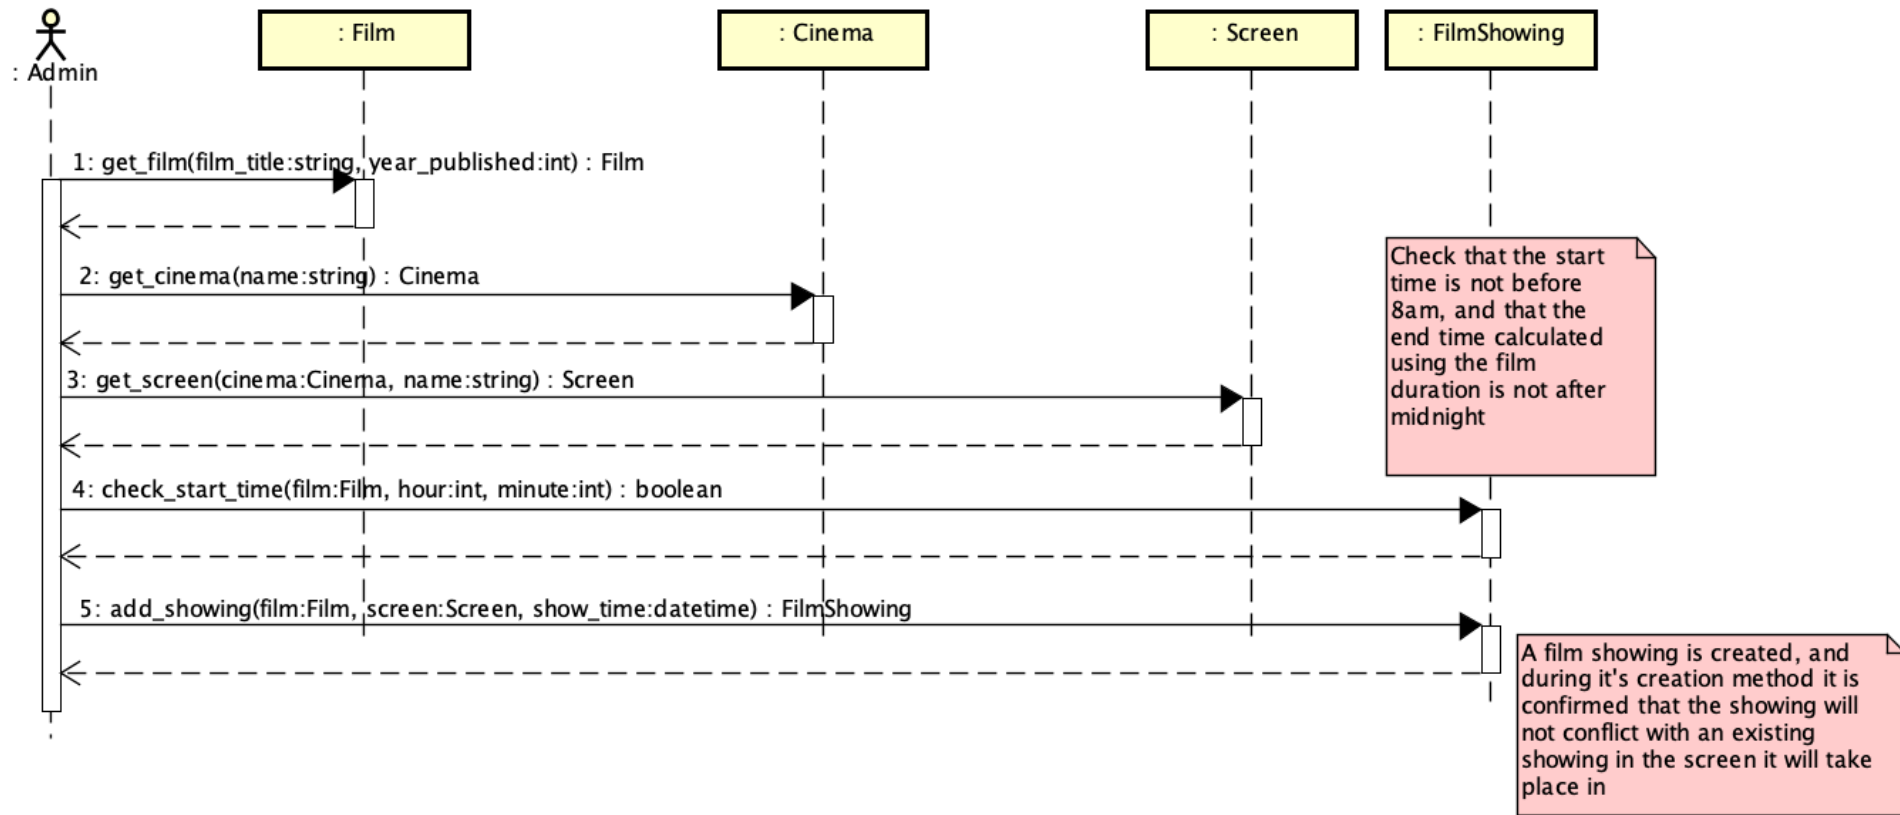 : Admin
: Film
: Cinema
: Screen
: FilmShowing
1: get_film(film_title:string, year_published:int) : Film
2: get_cinema(name:string) : Cinema
3: get_screen(cinema:Cinema, name:string) : Screen
Check that the start
time is not before
8am, and that the
end time calculated
using the film
duration is not after
midnight
4: check_start_time(film:Film, hour:int, minute:int) : boolean
5: add_showing(film:Film, screen:Screen, show_time:datetime) : FilmShowing
A film showing is created, and
during it's creation method it is
confirmed that the showing will
not conflict with an existing
showing in the screen it will take
place in